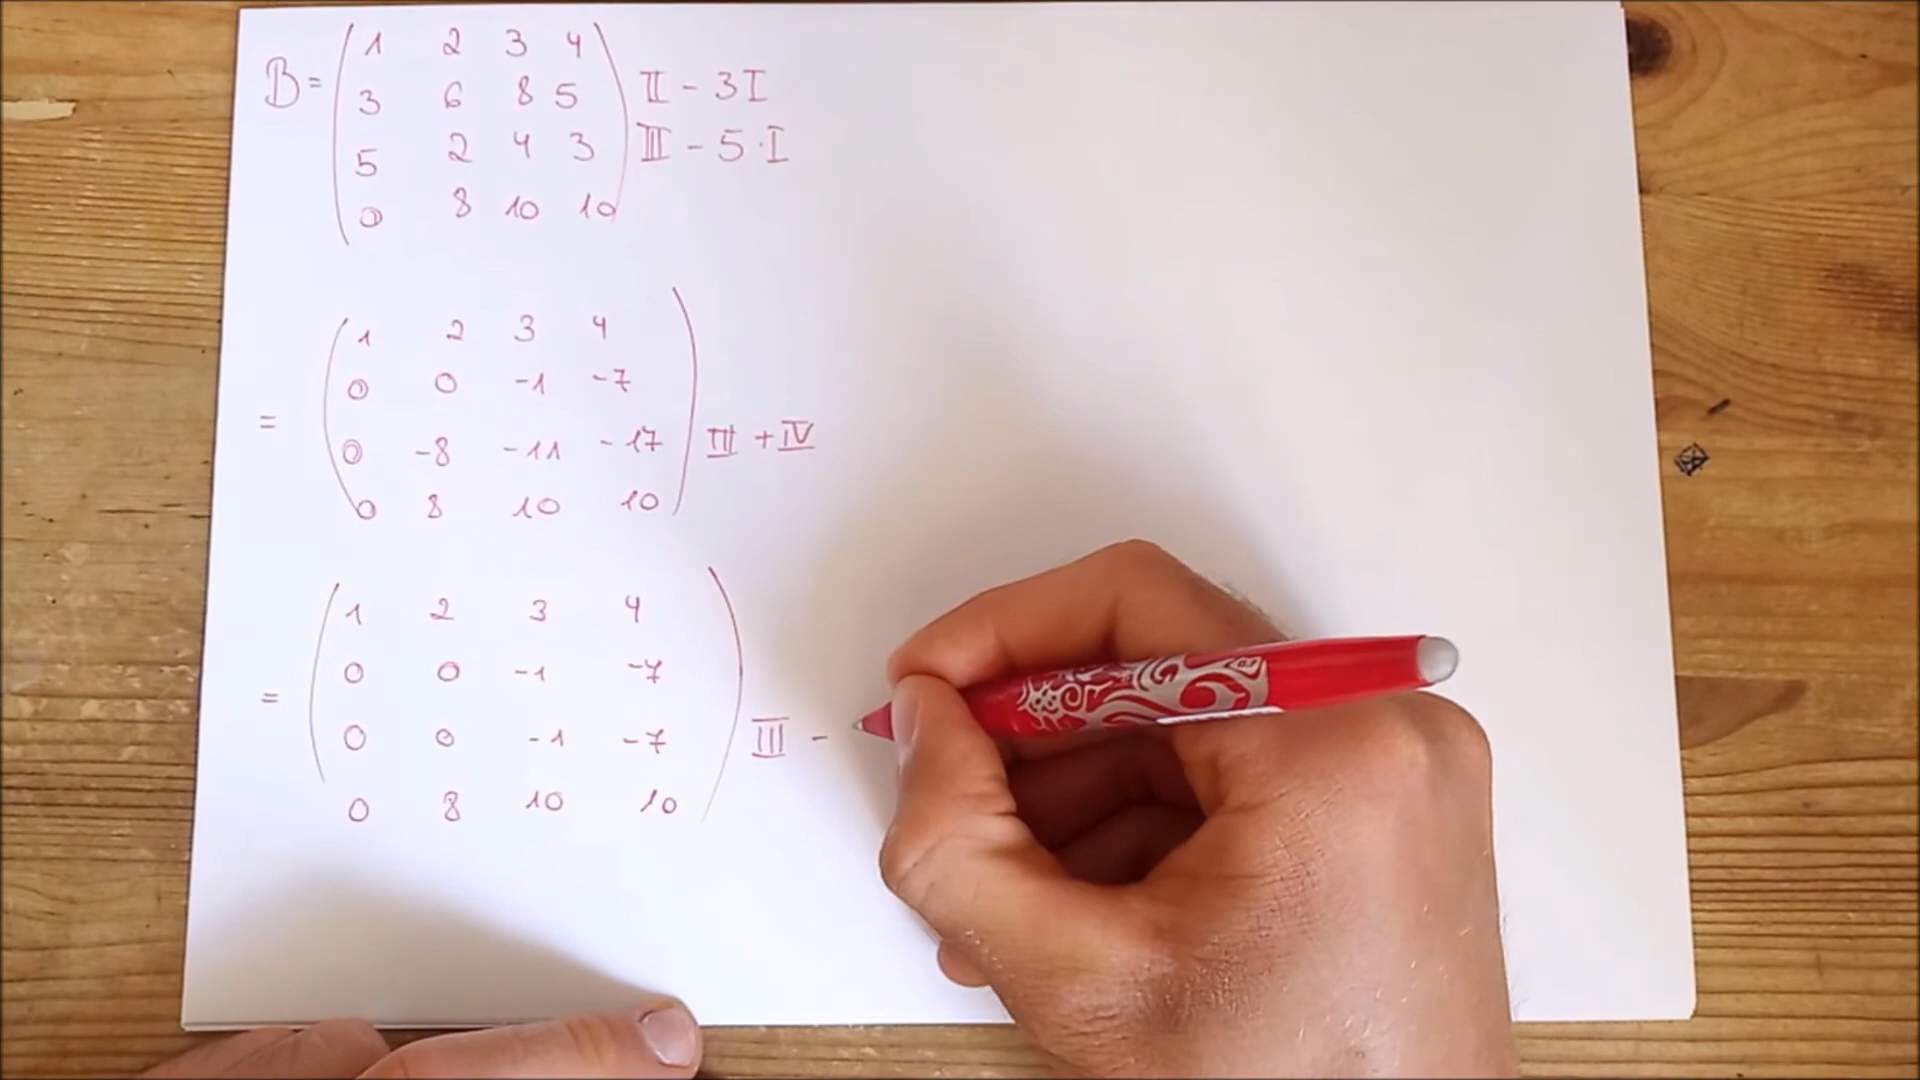 B = ( 1 2 3 4 )
3 6 8 5 II - 3I
5 2 4 3 III - 5·I
0 8 10 10
1 2 3 4
0 0 -1 -7
= 0 -8 -11 -17 III + IV
0 8 10 10
1 2 3 4
0 0 -1 -7
= 0 0 -1 -7 III -
0 8 10 10